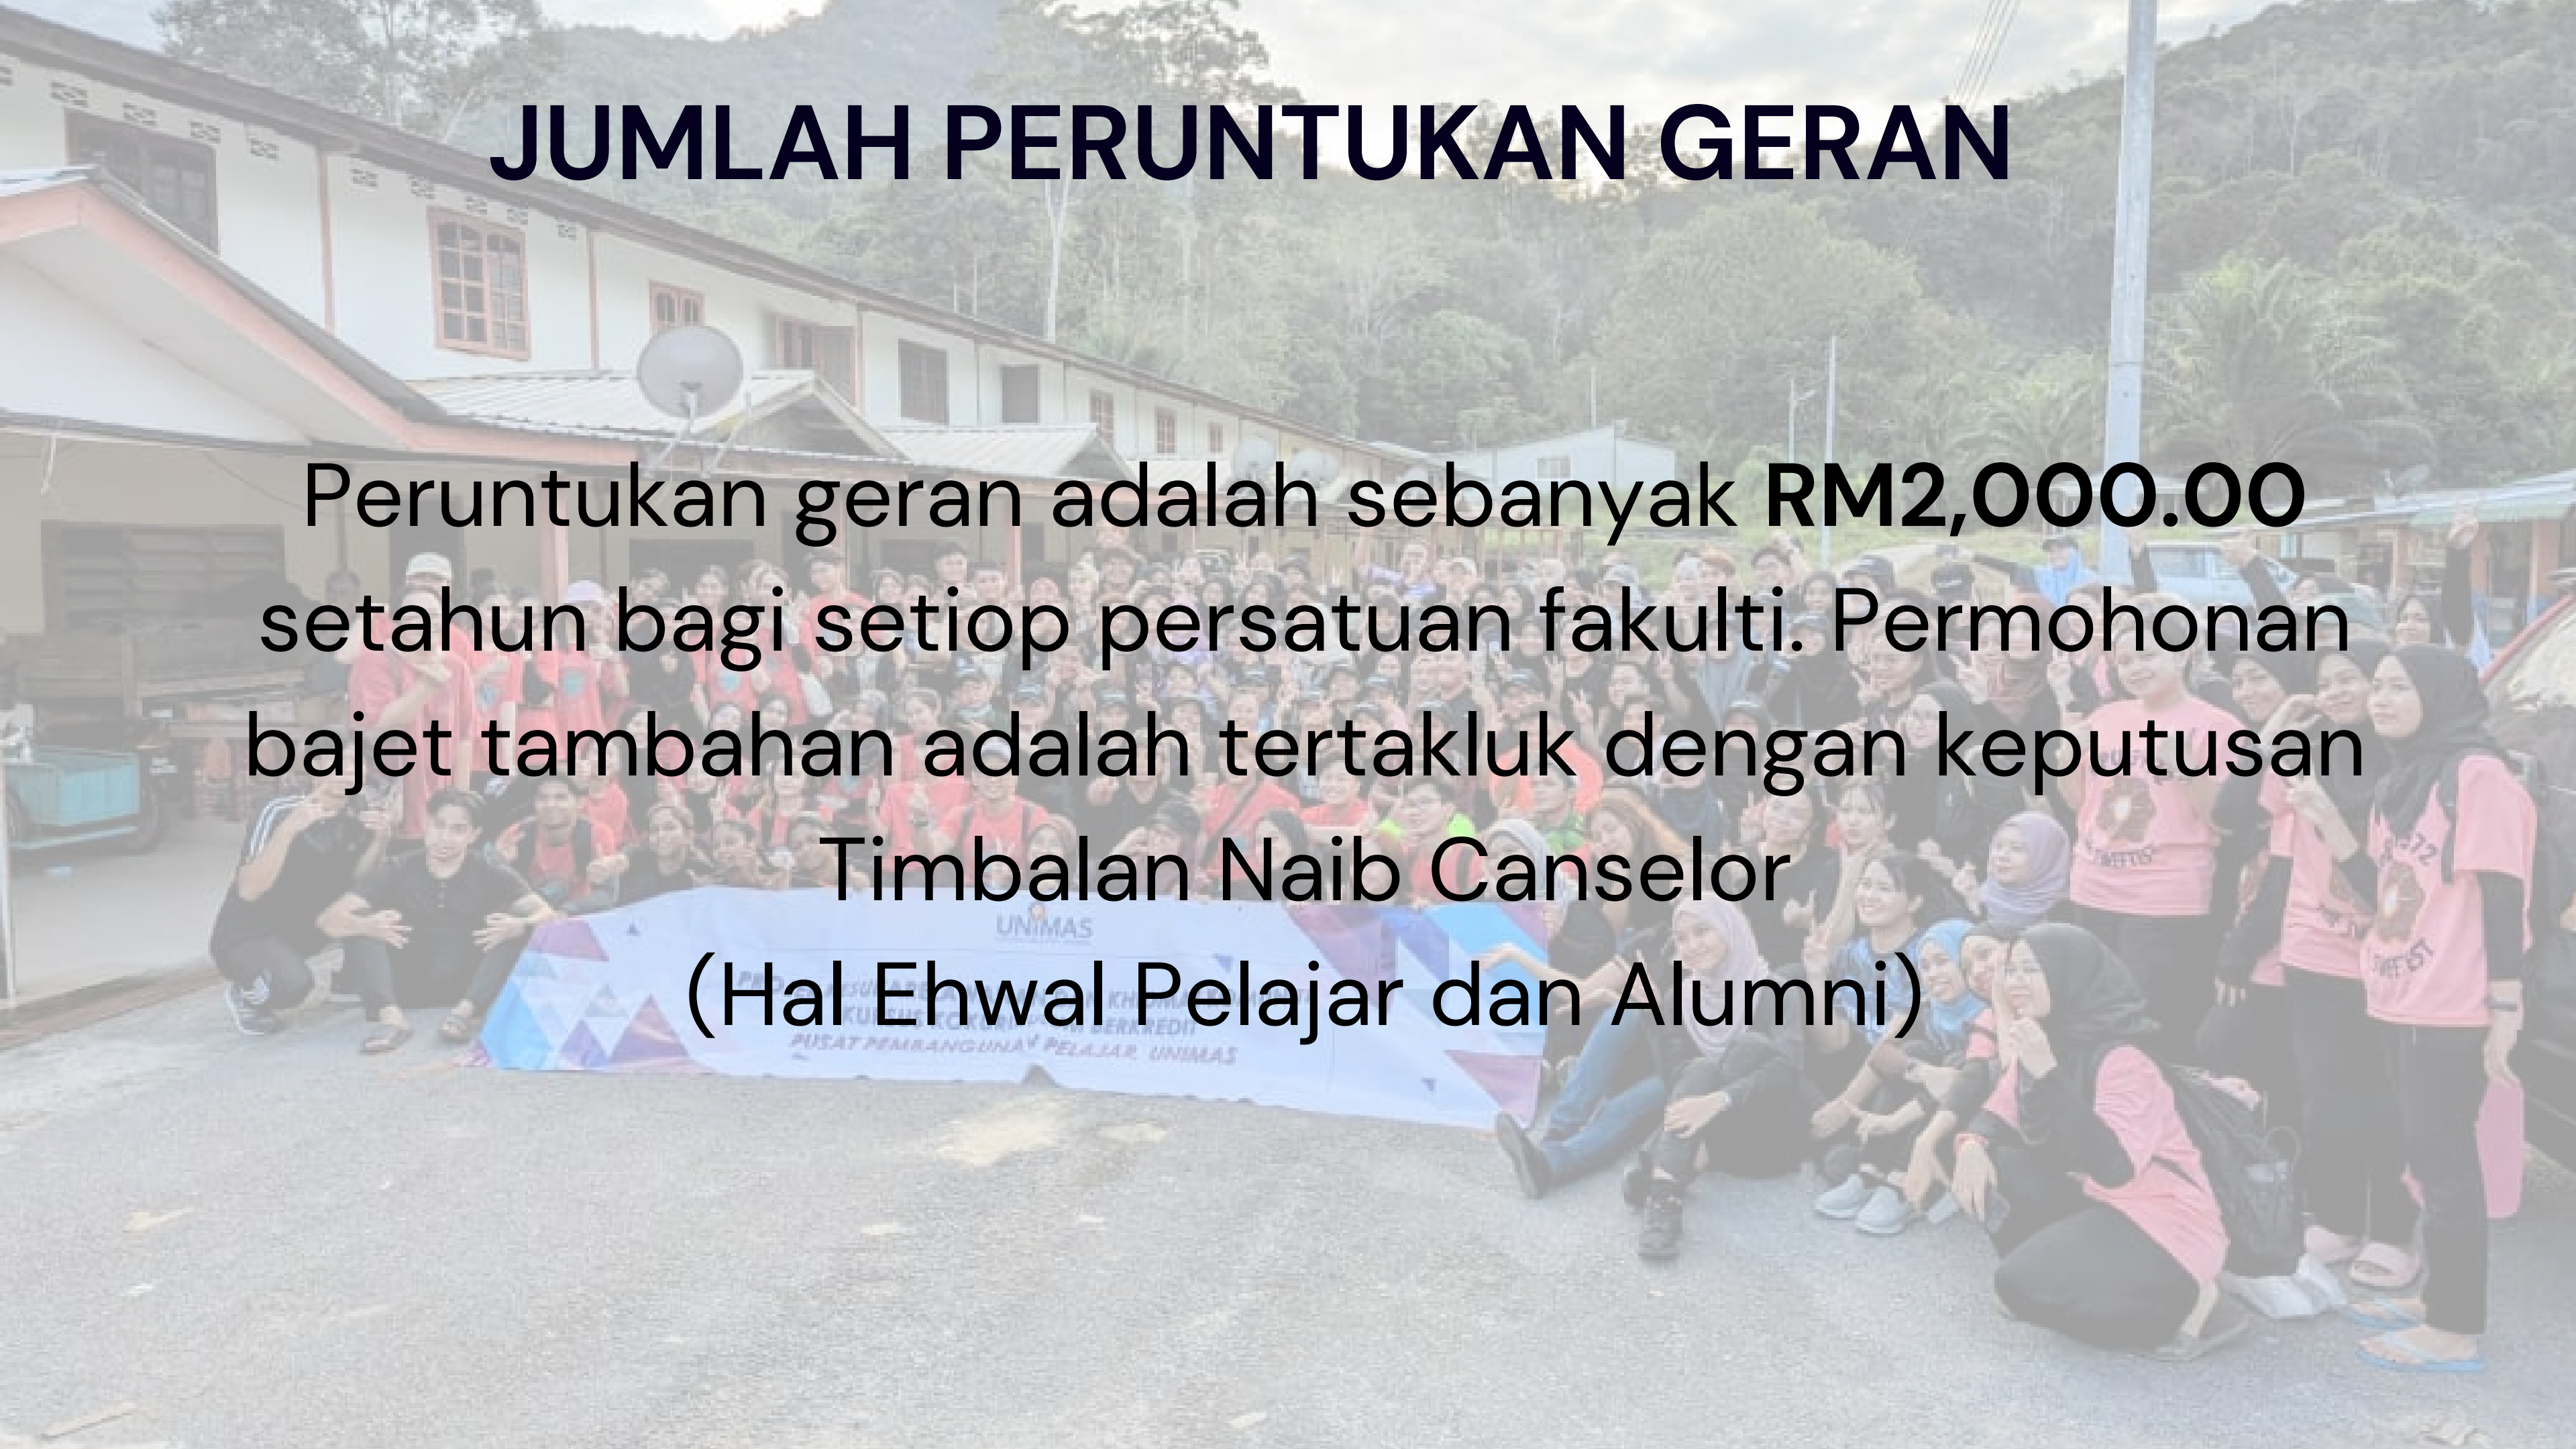 JUMLAH PERUNTUKAN GERAN
Peruntukan geran adalah sebanyak RM2,000.00
setahun bagi setiop persatuan fakulti. Permohonan
bajet tambahan adalah tertakluk dengan keputusan
Timbalan Naib Canselor
(Hal Ehwal Pelajar dan Alumni)
UNIMAS
BERKREDIT
PUSAT PEMBANGUNAN PELAJAR, UNIMAS